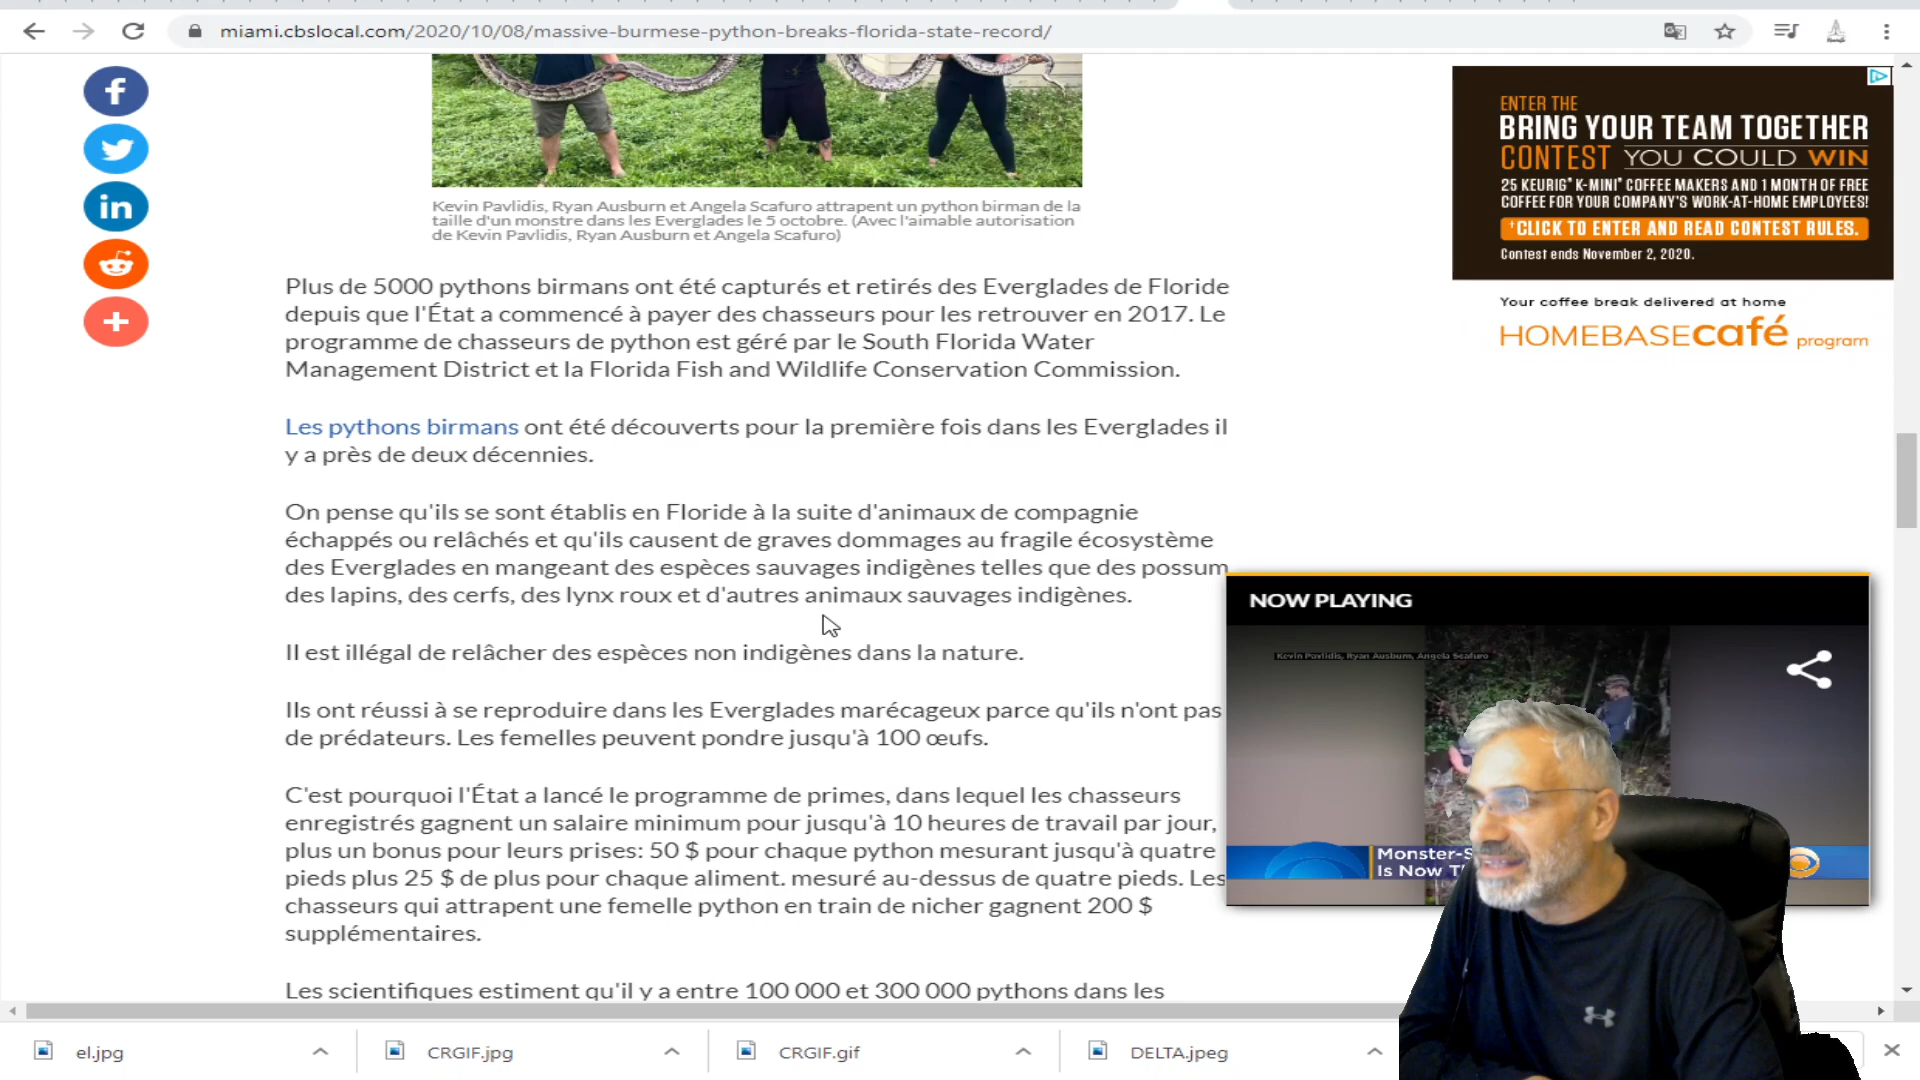 miami.cbslocal.com/2020/10/08/massive-burmese-python-breaks-florida-state-record/
Kevin Pavlidis, Ryan Ausburn et Angela Scafuro attrapent un python birman de la
taille d'un monstre dans les Everglades le 5 octobre. (Avec l'aimable autorisation
de Kevin Pavlidis, Ryan Ausburn et Angela Scafuro)
Plus de 5000 pythons birmans ont été capturés et retirés des Everglades de Floride
depuis que l'État a commencé à payer des chasseurs pour les retrouver en 2017. Le
programme de chasseurs de python est géré par le South Florida Water
Management District et la Florida Fish and Wildlife Conservation Commission.
Les pythons birmans ont été découverts pour la première fois dans les Everglades il
y a près de deux décennies.
On pense qu'ils se sont établis en Floride à la suite d'animaux de compagnie
échappés ou relâchés et qu'ils causent de graves dommages au fragile écosystème
des Everglades en mangeant des espèces sauvages indigènes telles que des possum
des lapins, des cerfs, des lynx roux et d'autres animaux sauvages indigènes.
Il est illégal de relâcher des espèces non indigènes dans la nature.
Ils ont réussi à se reproduire dans les Everglades marécageux parce qu'ils n'ont pas
de prédateurs. Les femelles peuvent pondre jusqu'à 100 œufs.
C'est pourquoi l'État a lancé le programme de primes, dans lequel les chasseurs
enregistrés gagnent un salaire minimum pour jusqu'à 10 heures de travail par jour,
plus un bonus pour leurs prises: 50 $ pour chaque python mesurant jusqu'à quatre
pieds plus 25 $ de plus pour chaque aliment. mesuré au-dessus de quatre pieds. Les
chasseurs qui attrapent une femelle python en train de nicher gagnent 200 $
supplémentaires.
Les scientifiques estiment qu'il y a entre 100 000 et 300 000 pythons dans les
ENTER THE
BRING YOUR TEAM TOGETHER
CONTEST YOU COULD WIN
25 KEURIG® K-MINI® COFFEE MAKERS AND 1 MONTH OF FREE
COFFEE FOR YOUR COMPANY'S WORK-AT-HOME EMPLOYEES!
†CLICK TO ENTER AND READ CONTEST RULES.
Contest ends November 2, 2020.
Your coffee break delivered at home
HOMEBASEcafé program
NOW PLAYING
Kevin Pavlidis, Ryan Ausburn, Angela Scafuro
Monster-S
Is Now T
el.jpg
CRGIF.jpg
CRGIF.gif
DELTA.jpeg